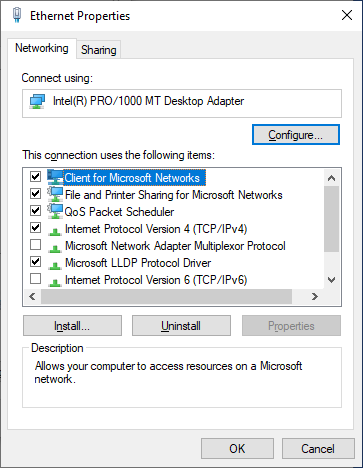 Ethernet Properties
Networking
Sharing
Connect using:
Intel(R) PRO/1000 MT Desktop Adapter
Configure...
This connection uses the following items:
Client for Microsoft Networks
File and Printer Sharing for Microsoft Networks
QoS Packet Scheduler
Internet Protocol Version 4 (TCP/IPv4)
Microsoft Network Adapter Multiplexor Protocol
Microsoft LLDP Protocol Driver
Internet Protocol Version 6 (TCP/IPv6)
Install...
Uninstall
Properties
Description
Allows your computer to access resources on a Microsoft
network.
OK
Cancel